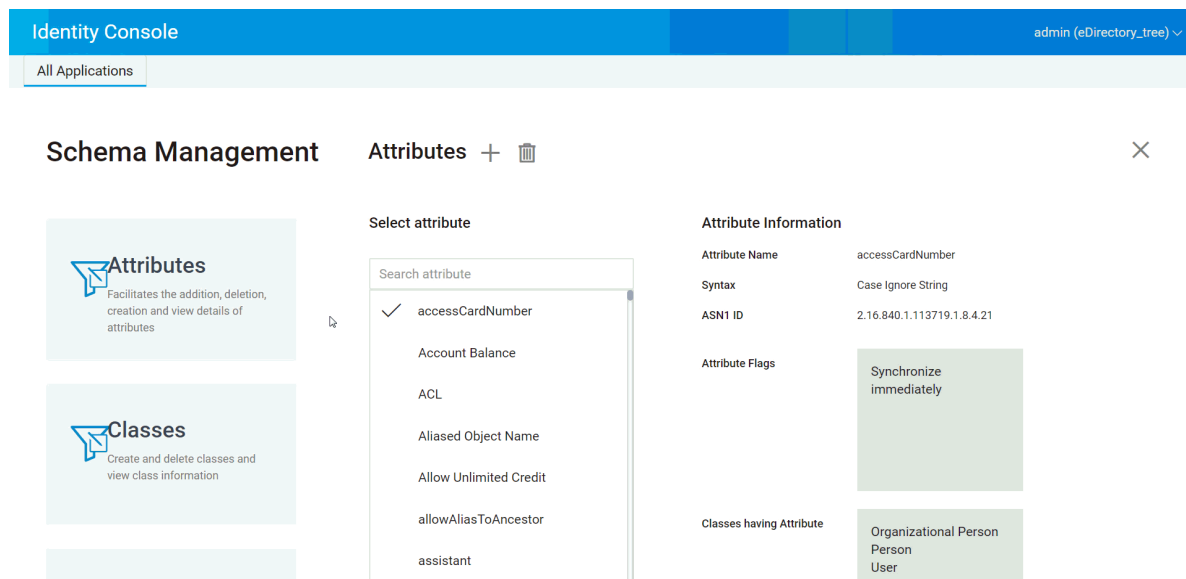 Identity Console
admin (eDirectory_tree)
All Applications
Schema Management
Attributes
Attributes
Facilitates the addition, deletion,
creation and view details of
attributes
Classes
Create and delete classes and
view class information
Select attribute
Search attribute
accessCardNumber
Account Balance
ACL
Aliased Object Name
Allow Unlimited Credit
allowAliasToAncestor
assistant
Attribute Information
Attribute Name
accessCardNumber
Syntax
Case Ignore String
ASN1 ID
2.16.840.1.113719.1.8.4.21
Attribute Flags
Synchronize
immediately
Classes having Attribute
Organizational Person
Person
User